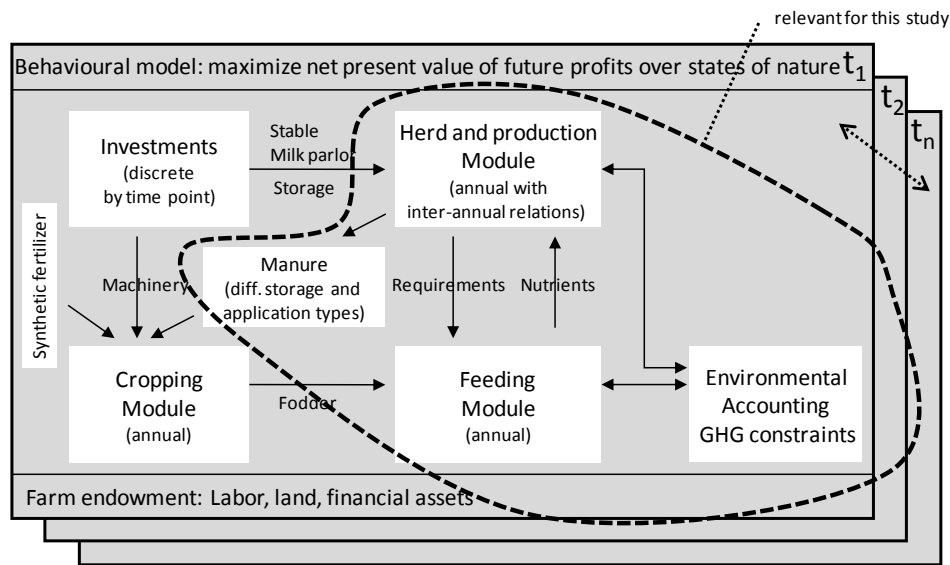 relevant for this study
Behavioural model: maximize net present value of future profits over states of nature t1
t2
tn
Investments
(discrete
by time point)
Stable
Milk parlor
Storage
Herd and production
Module
(annual with
inter-annual relations)
Synthetic fertilizer
Machinery
Manure
(diff. storage and
application types)
Requirements
Nutrients
Cropping
Module
(annual)
Fodder
Feeding
Module
(annual)
Environmental
Accounting
GHG constraints
Farm endowment: Labor, land, financial assets